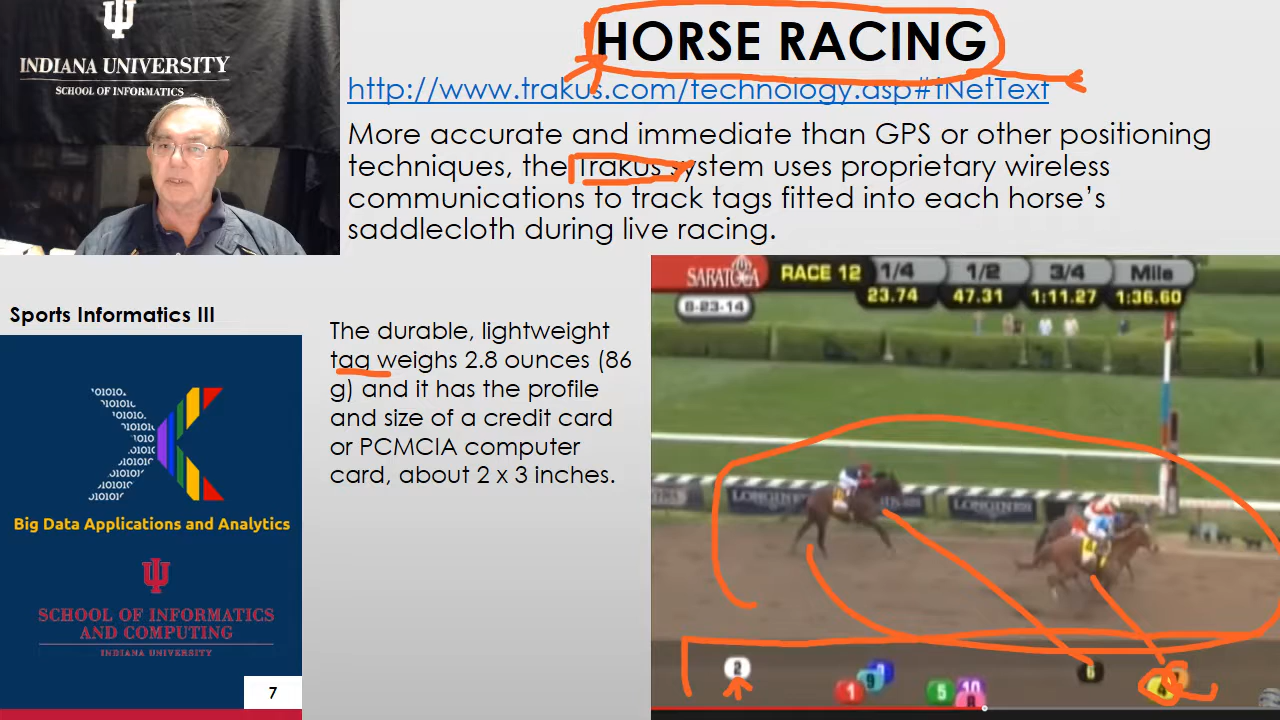 INDIANA UNIVERSITY
SCHOOL OF INFORMATICS
HORSE RACING
http://www.trakus.com/technology.asp#tNetText
More accurate and immediate than GPS or other positioning
techniques, the Trakus system uses proprietary wireless
communications to track tags fitted into each horse's
saddlecloth during live racing.
Sports Informatics III
Big Data Applications and Analytics
SCHOOL OF INFORMATICS
AND COMPUTING
INDIANA UNIVERSITY
7
The durable, lightweight
tag weighs 2.8 ounces (86
g) and it has the profile
and size of a credit card
or PCMCIA computer
card, about 2 x 3 inches.
SARATOGA RACE 12 1/4 1/2 3/4 Mile
23.74 47.31 1:11.27 1:36.60
8-23-14
LONGINES LONGINES
2 1 9 5 10 8 6 4